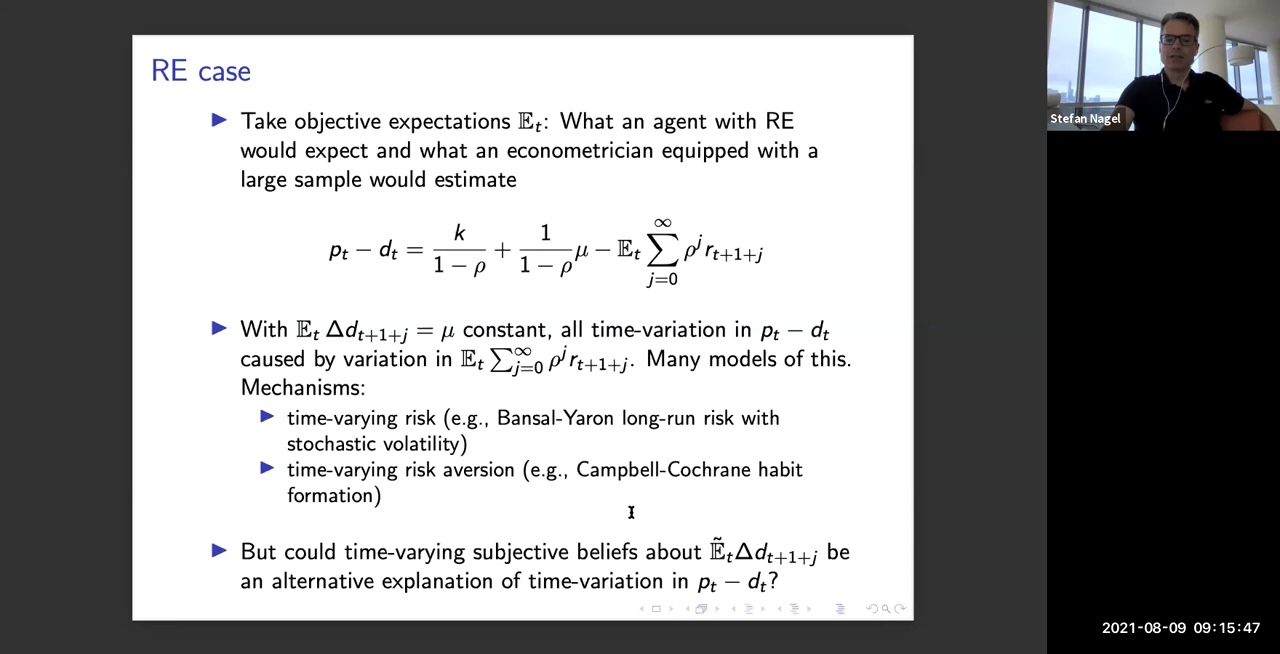 RE case
▶ Take objective expectations 𝔼ₜ: What an agent with RE
would expect and what an econometrician equipped with a
large sample would estimate
pₜ − dₜ = k/(1 − ρ) + 1/(1 − ρ) μ − 𝔼ₜ ∑_{j=0}^{∞} ρʲ r_{t+1+j}
▶ With 𝔼ₜ Δd_{t+1+j} = μ constant, all time-variation in pₜ − dₜ
caused by variation in 𝔼ₜ ∑_{j=0}^{∞} ρʲ r_{t+1+j}. Many models of this.
Mechanisms:
▶ time-varying risk (e.g., Bansal-Yaron long-run risk with
stochastic volatility)
▶ time-varying risk aversion (e.g., Campbell-Cochrane habit
formation)
▶ But could time-varying subjective beliefs about 𝔼̃ₜΔd_{t+1+j} be
an alternative explanation of time-variation in pₜ − dₜ?
Stefan Nagel
2021-08-09 09:15:47